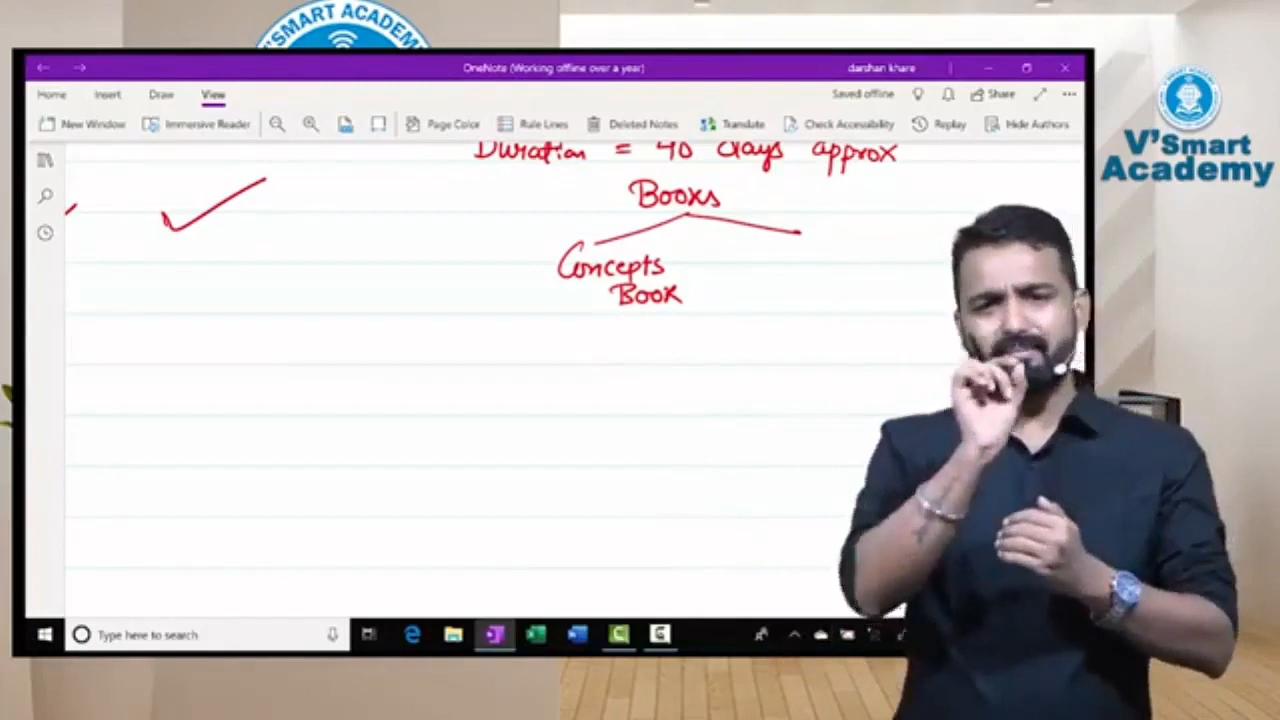 V'SMART ACADEMY
OneNote (Working offline over a year)
darshan khare
Home Insert Draw View
Saved offline Share
New Window Immersive Reader Page Color Rule Lines Deleted Notes Translate Check Accessibility Replay Hide Authors
V'Smart
Academy
Duration = 40 days approx
Books
Concepts
Book
Type here to search